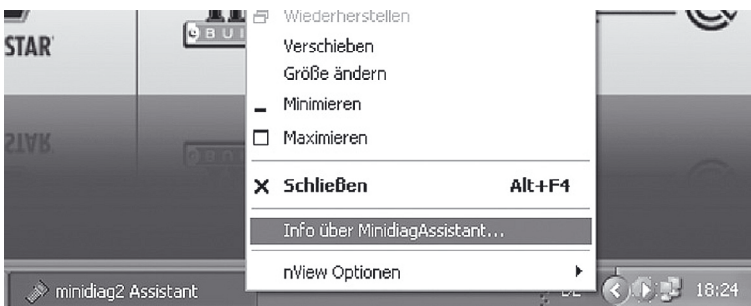 Wiederherstellen
STAR
BUI
Verschieben
Größe ändern
Minimieren
Maximieren
Schließen Alt+F4
Info über MinidiagAssistant...
nView Optionen
minidiag2 Assistant
DE
18:24